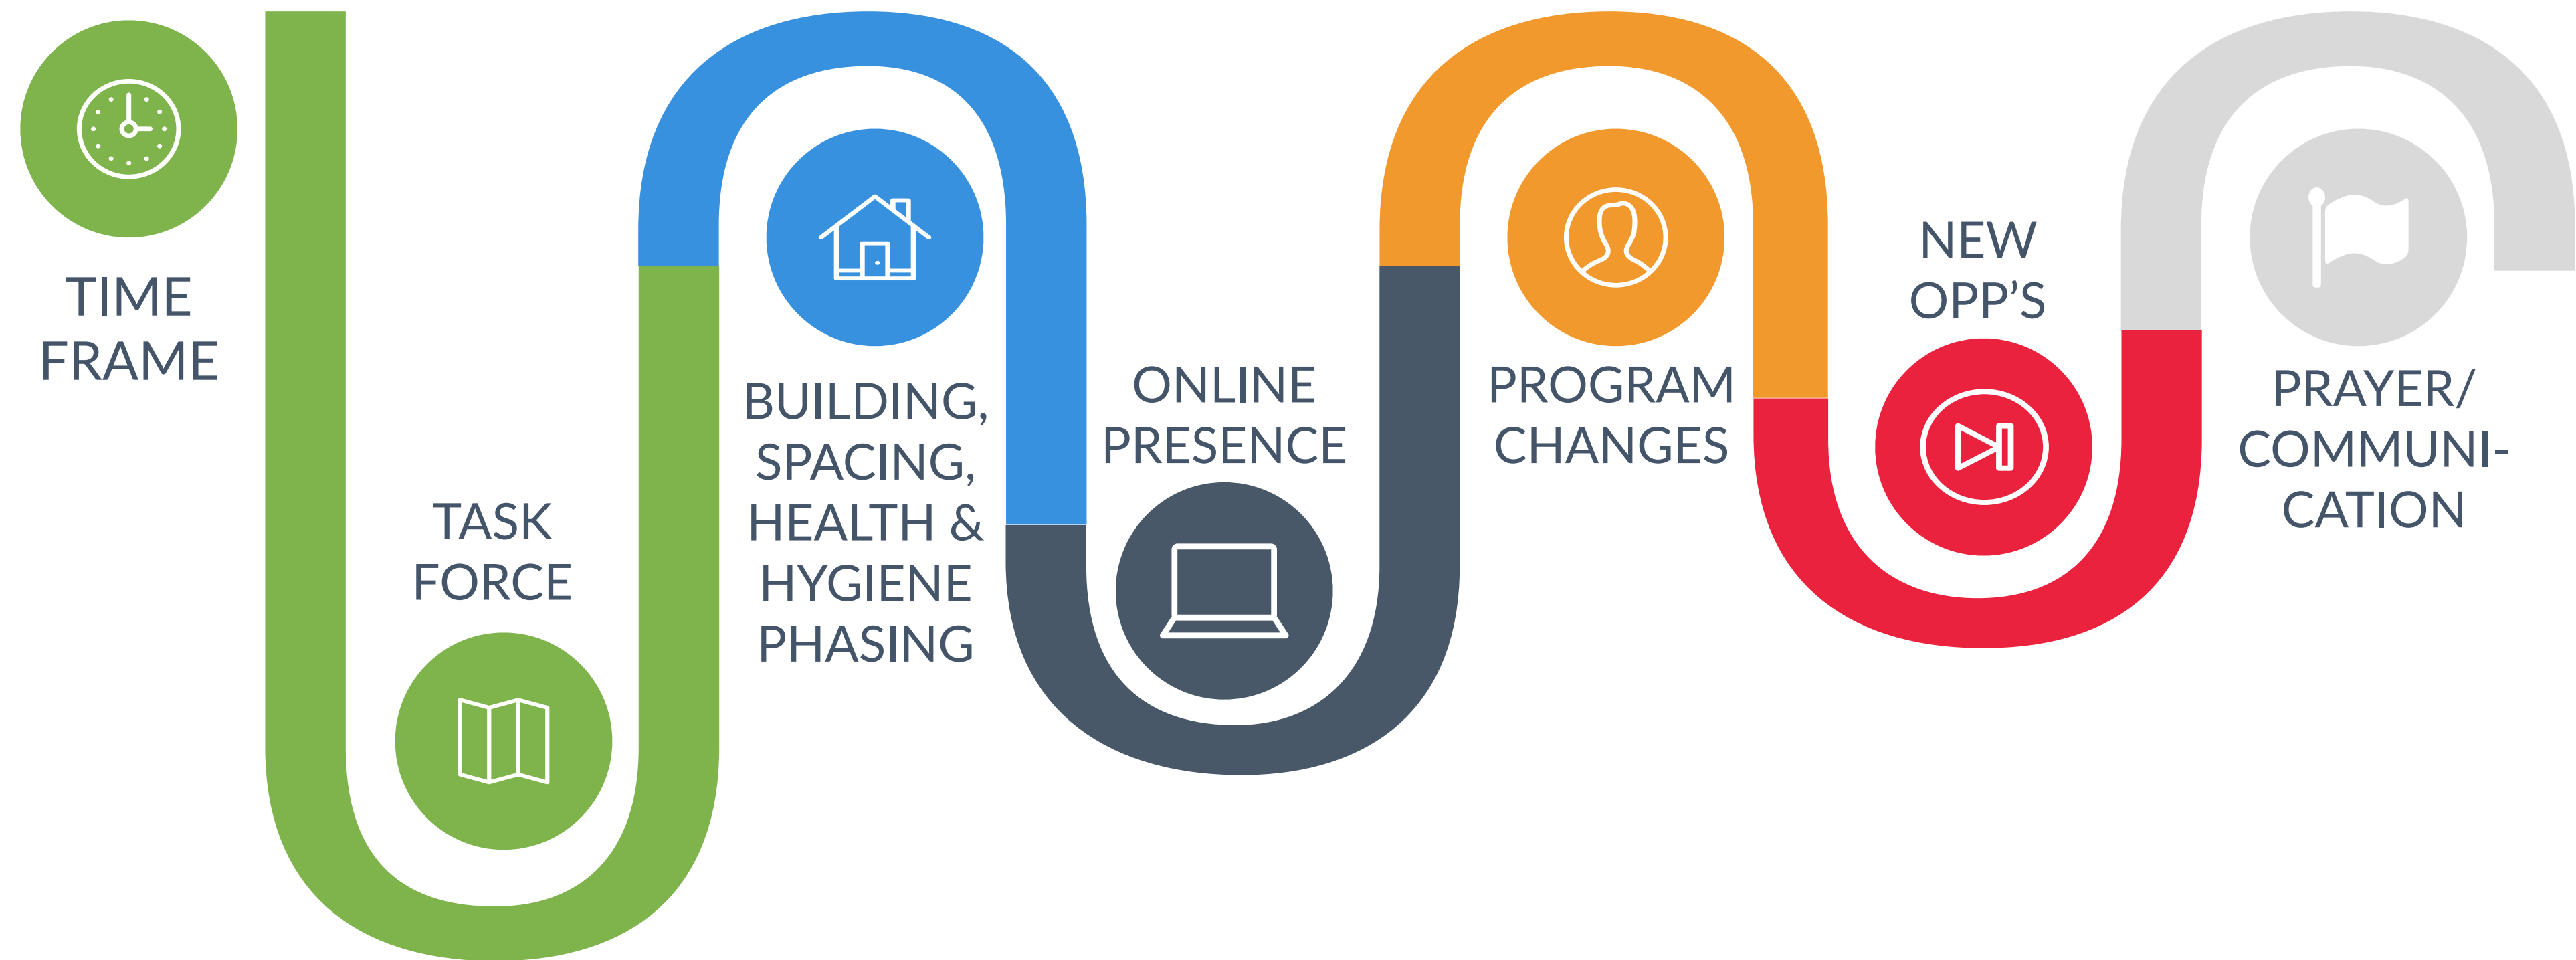 TIME
FRAME
TASK
FORCE
BUILDING,
SPACING,
HEALTH &
HYGIENE
PHASING
ONLINE
PRESENCE
PROGRAM
CHANGES
NEW
OPP'S
PRAYER/
COMMUNI-
CATION